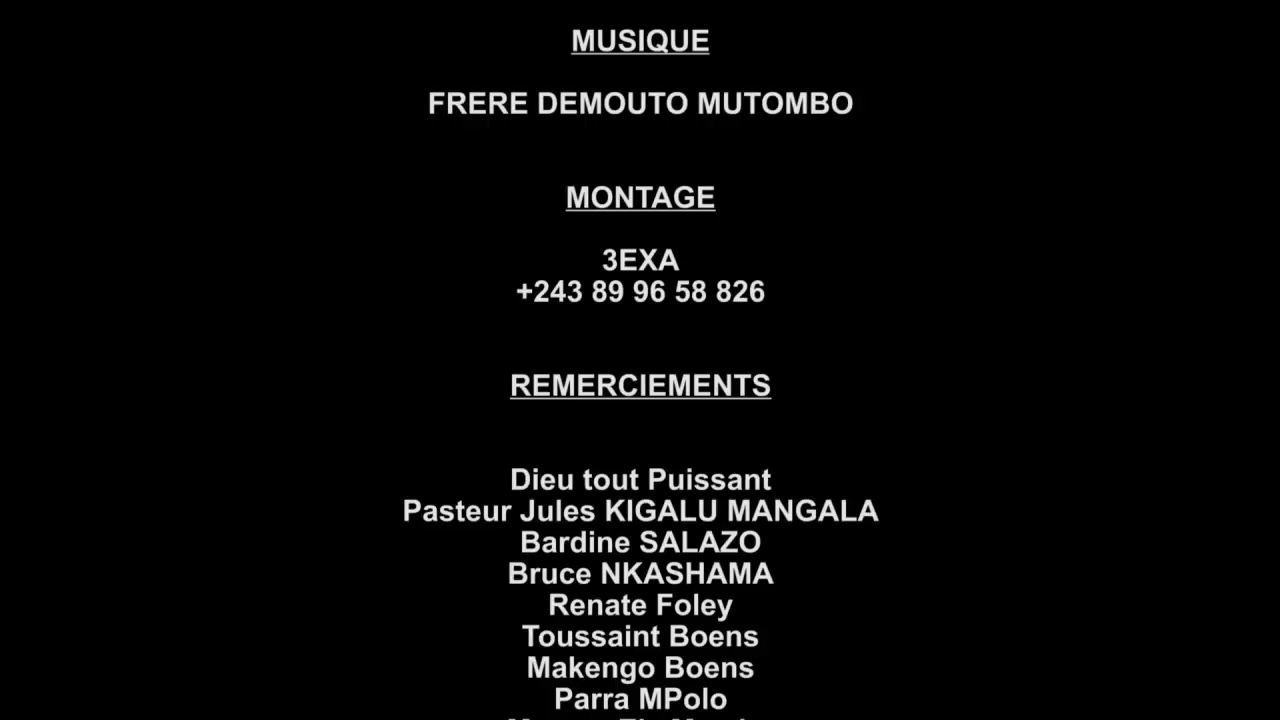 MUSIQUE
FRERE DEMOUTO MUTOMBO
MONTAGE
3EXA
+243 89 96 58 826
REMERCIEMENTS
Dieu tout Puissant
Pasteur Jules KIGALU MANGALA
Bardine SALAZO
Bruce NKASHAMA
Renate Foley
Toussaint Boens
Makengo Boens
Parra MPolo